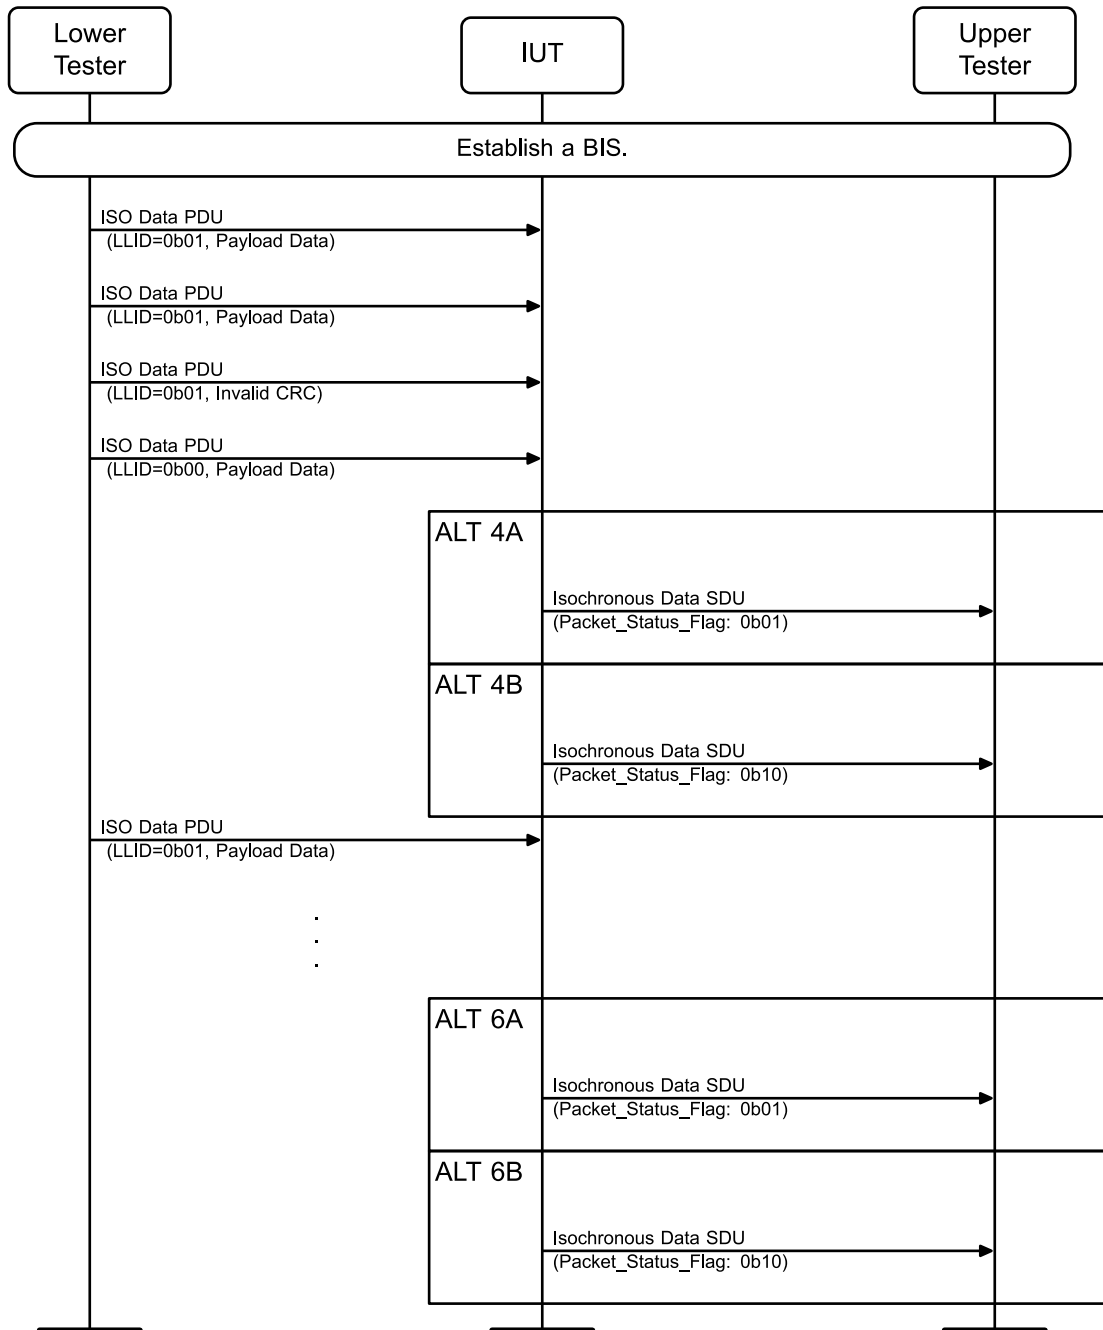 Lower
Tester
IUT
Upper
Tester
Establish a BIS.
ISO Data PDU
(LLID=0b01, Payload Data)
ISO Data PDU
(LLID=0b01, Payload Data)
ISO Data PDU
(LLID=0b01, Invalid CRC)
ISO Data PDU
(LLID=0b00, Payload Data)
ALT 4A
Isochronous Data SDU
(Packet_Status_Flag: 0b01)
ALT 4B
Isochronous Data SDU
(Packet_Status_Flag: 0b10)
ISO Data PDU
(LLID=0b01, Payload Data)
.
.
.
ALT 6A
Isochronous Data SDU
(Packet_Status_Flag: 0b01)
ALT 6B
Isochronous Data SDU
(Packet_Status_Flag: 0b10)